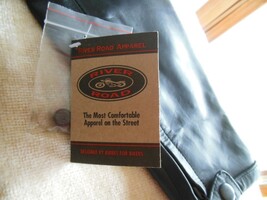 RIVER ROAD APPAREL
RIVER
ROAD
The Most Comfortable
Apparel on the Street